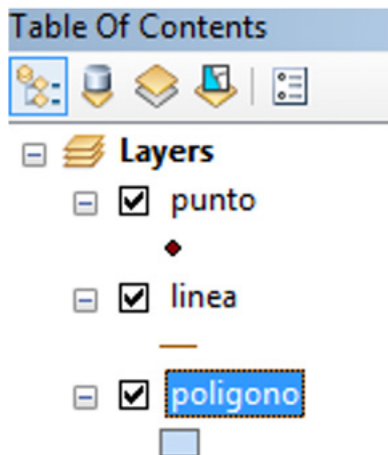 Table Of Contents
Layers
punto
linea
poligono